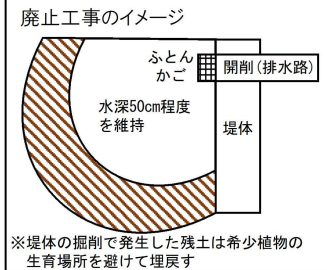 廃止工事のイメージ
ふとん
かご
開削(排水路)
水深50cm程度
を維持
堤体
※堤体の掘削で発生した残土は希少植物の
生育場所を避けて埋戻す